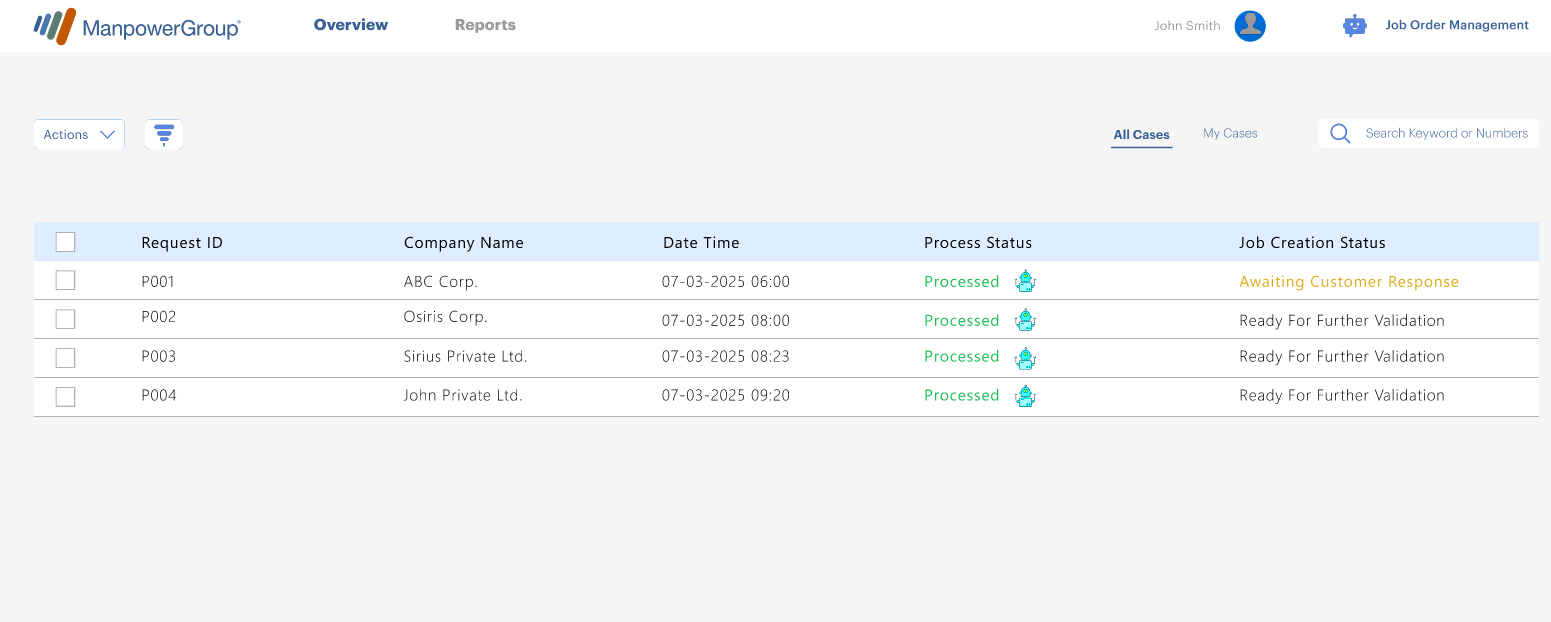 ManpowerGroup® Overview Reports John Smith Job Order Management
Actions All Cases My Cases Search Keyword or Numbers
Request ID Company Name Date Time Process Status Job Creation Status
P001 ABC Corp. 07-03-2025 06:00 Processed Awaiting Customer Response
P002 Osiris Corp. 07-03-2025 08:00 Processed Ready For Further Validation
P003 Sirius Private Ltd. 07-03-2025 08:23 Processed Ready For Further Validation
P004 John Private Ltd. 07-03-2025 09:20 Processed Ready For Further Validation